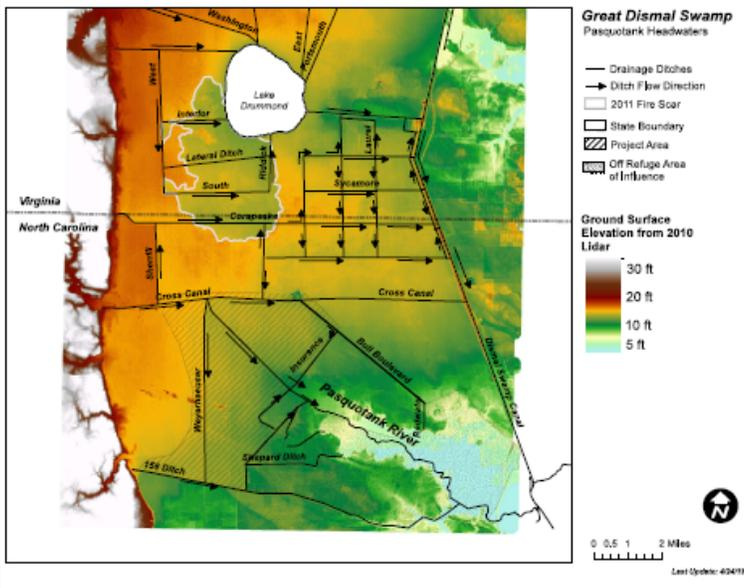 Great Dismal Swamp
Pasquotank Headwaters
Drainage Ditches
Ditch Flow Direction
2011 Fire Scar
State Boundary
Project Area
Off Refuge Area
of Influence
Ground Surface
Elevation from 2010
Lidar
30 ft
20 ft
10 ft
5 ft
Washington
East
Portsmouth
West
Lake
Drummond
Interior
Lateral Ditch
Riddick
Laurel
South
Sycamore
Virginia
North Carolina
Corapeake
Sherrill
Cross Canal
Cross Canal
Insurance
Bull Boulevard
Dismal Swamp Canal
Weyerhaeuser
Pasquotank River
Shepard Ditch
158 Ditch
N
0 0.5 1 2 Miles